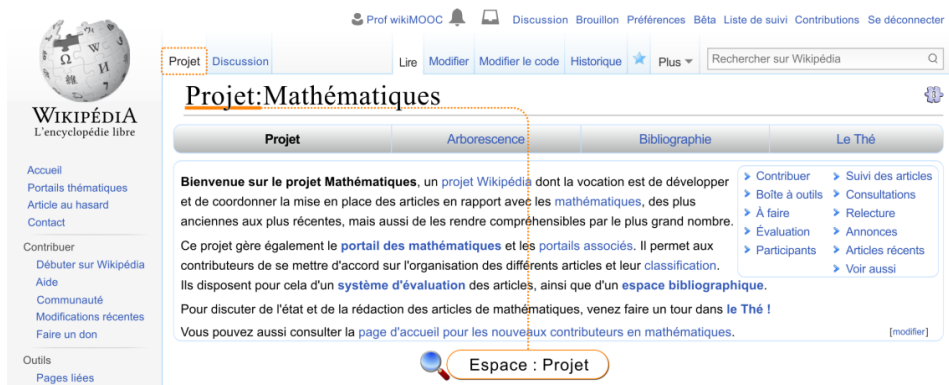 Prof wikiMOOC Discussion Brouillon Préférences Bêta Liste de suivi Contributions Se déconnecter
Projet Discussion Lire Modifier Modifier le code Historique Plus Rechercher sur Wikipédia
Projet:Mathématiques
WIKIPÉDIA
L'encyclopédie libre
Projet Arborescence Bibliographie Le Thé
Accueil
Portails thématiques
Article au hasard
Contact
Contribuer
Débuter sur Wikipédia
Aide
Communauté
Modifications récentes
Faire un don
Outils
Pages liées
Bienvenue sur le projet Mathématiques, un projet Wikipédia dont la vocation est de développer
et de coordonner la mise en place des articles en rapport avec les mathématiques, des plus
anciennes aux plus récentes, mais aussi de les rendre compréhensibles par le plus grand nombre.
Ce projet gère également le portail des mathématiques et les portails associés. Il permet aux
contributeurs de se mettre d'accord sur l'organisation des différents articles et leur classification.
Ils disposent pour cela d'un système d'évaluation des articles, ainsi que d'un espace bibliographique.
Pour discuter de l'état et de la rédaction des articles de mathématiques, venez faire un tour dans le Thé !
Vous pouvez aussi consulter la page d'accueil pour les nouveaux contributeurs en mathématiques. [modifier]
Contribuer
Boîte à outils
À faire
Évaluation
Participants
Suivi des articles
Consultations
Relecture
Annonces
Articles récents
Voir aussi
Espace : Projet